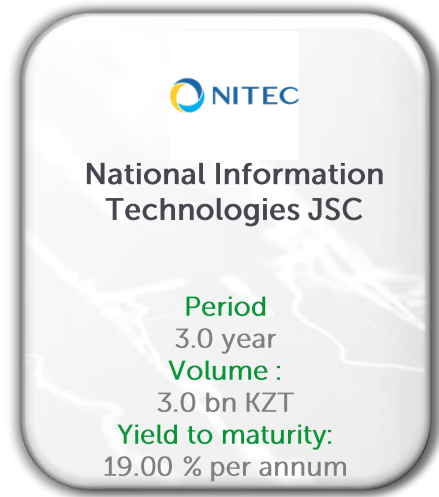 NITEC
National Information
Technologies JSC
Period
3.0 year
Volume :
3.0 bn KZT
Yield to maturity:
19.00 % per annum